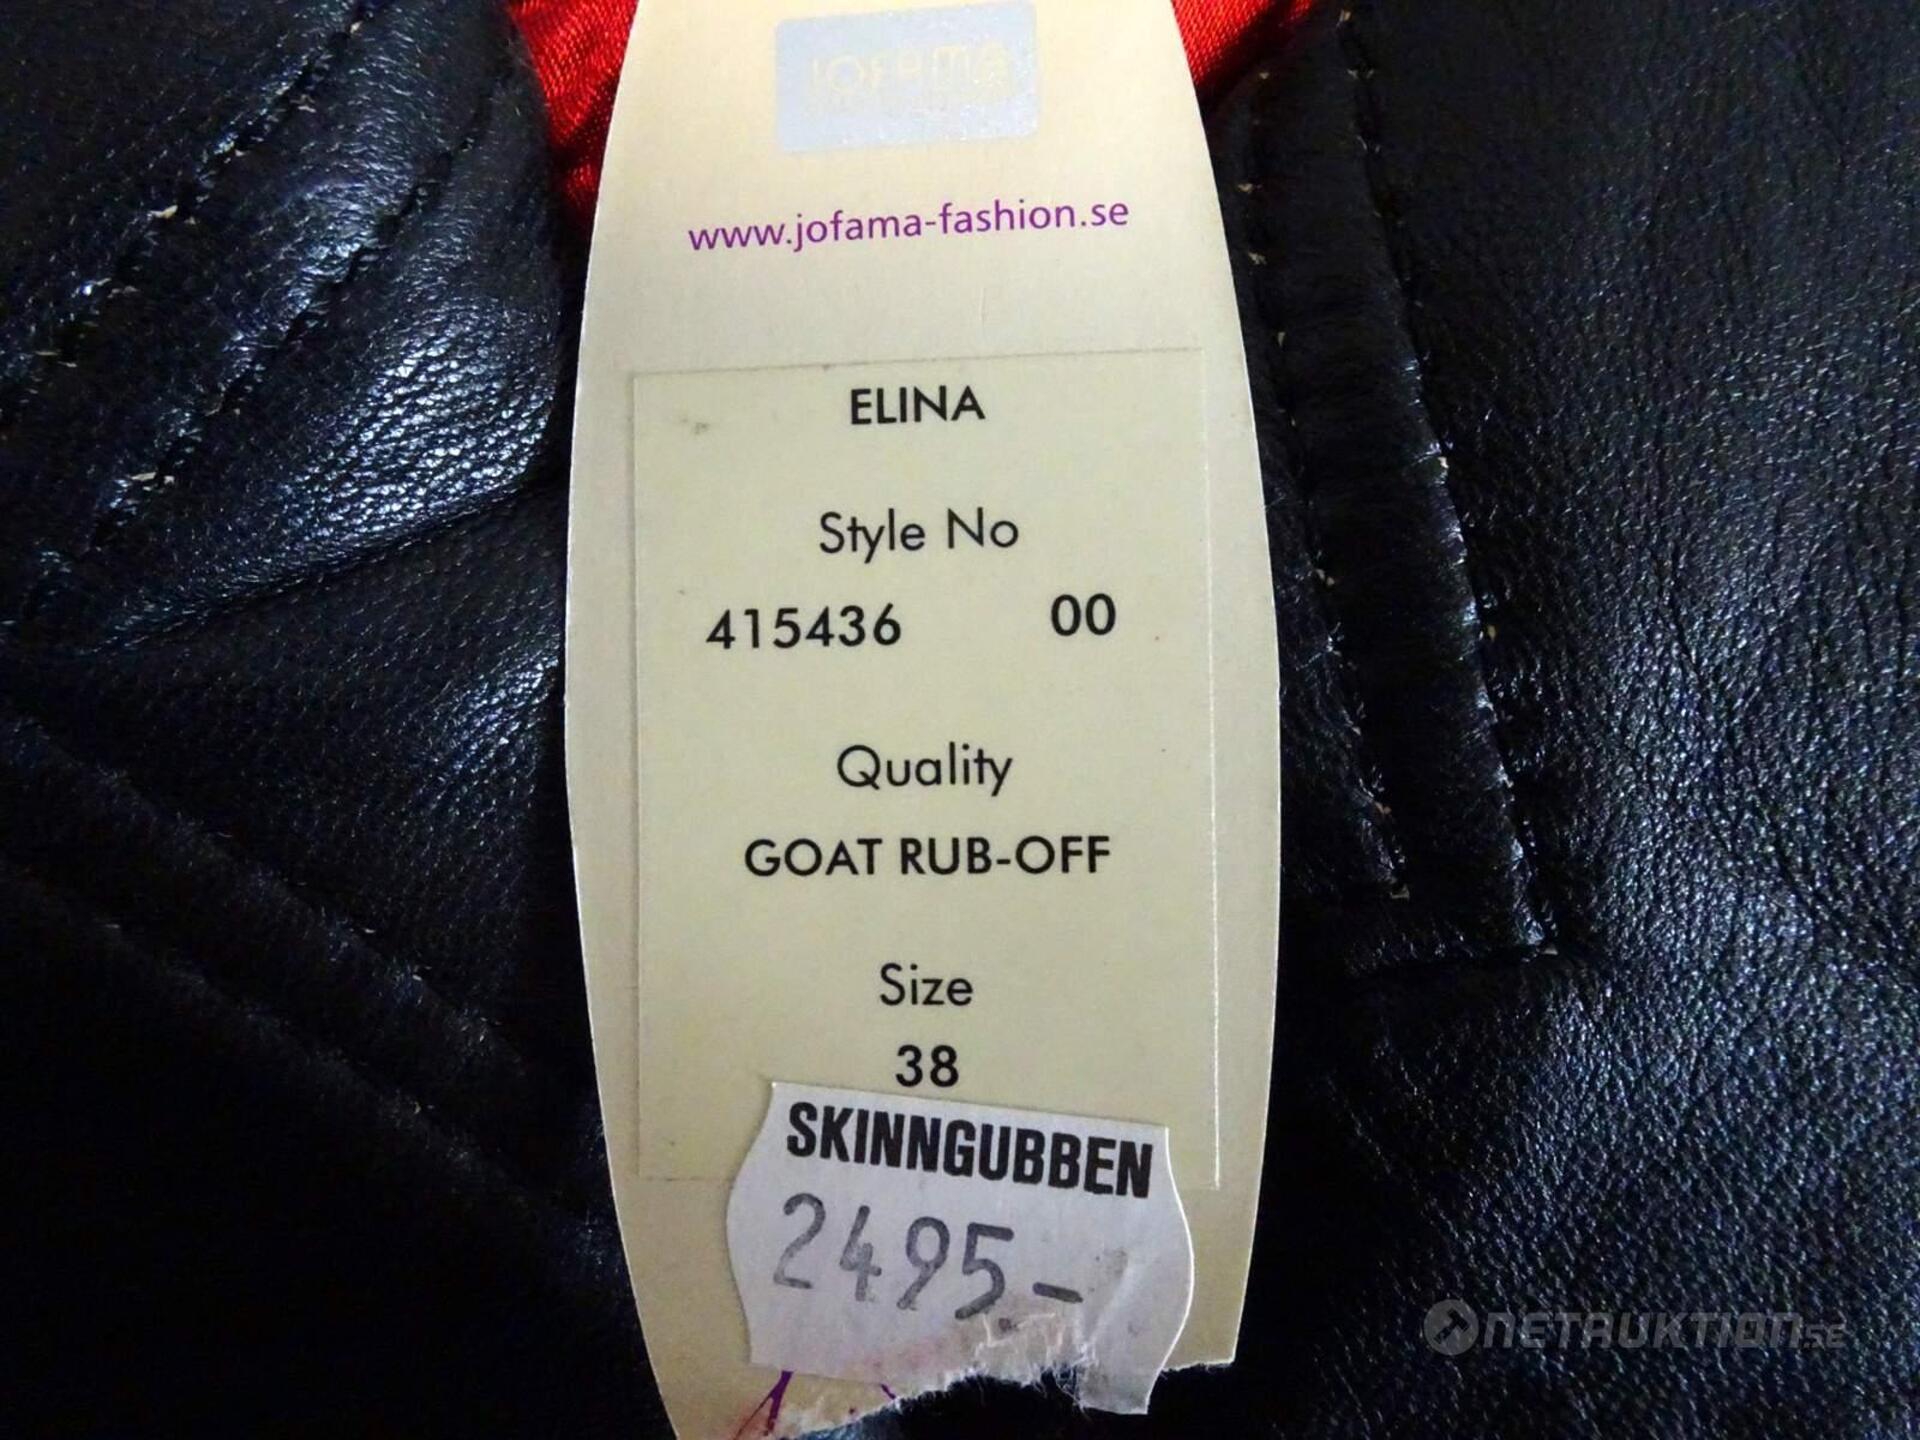 JOFAMA
www.jofama-fashion.se
ELINA
Style No
415436 00
Quality
GOAT RUB-OFF
Size
38
SKINNGUBBEN
2495.-
NETAUKTION.SE